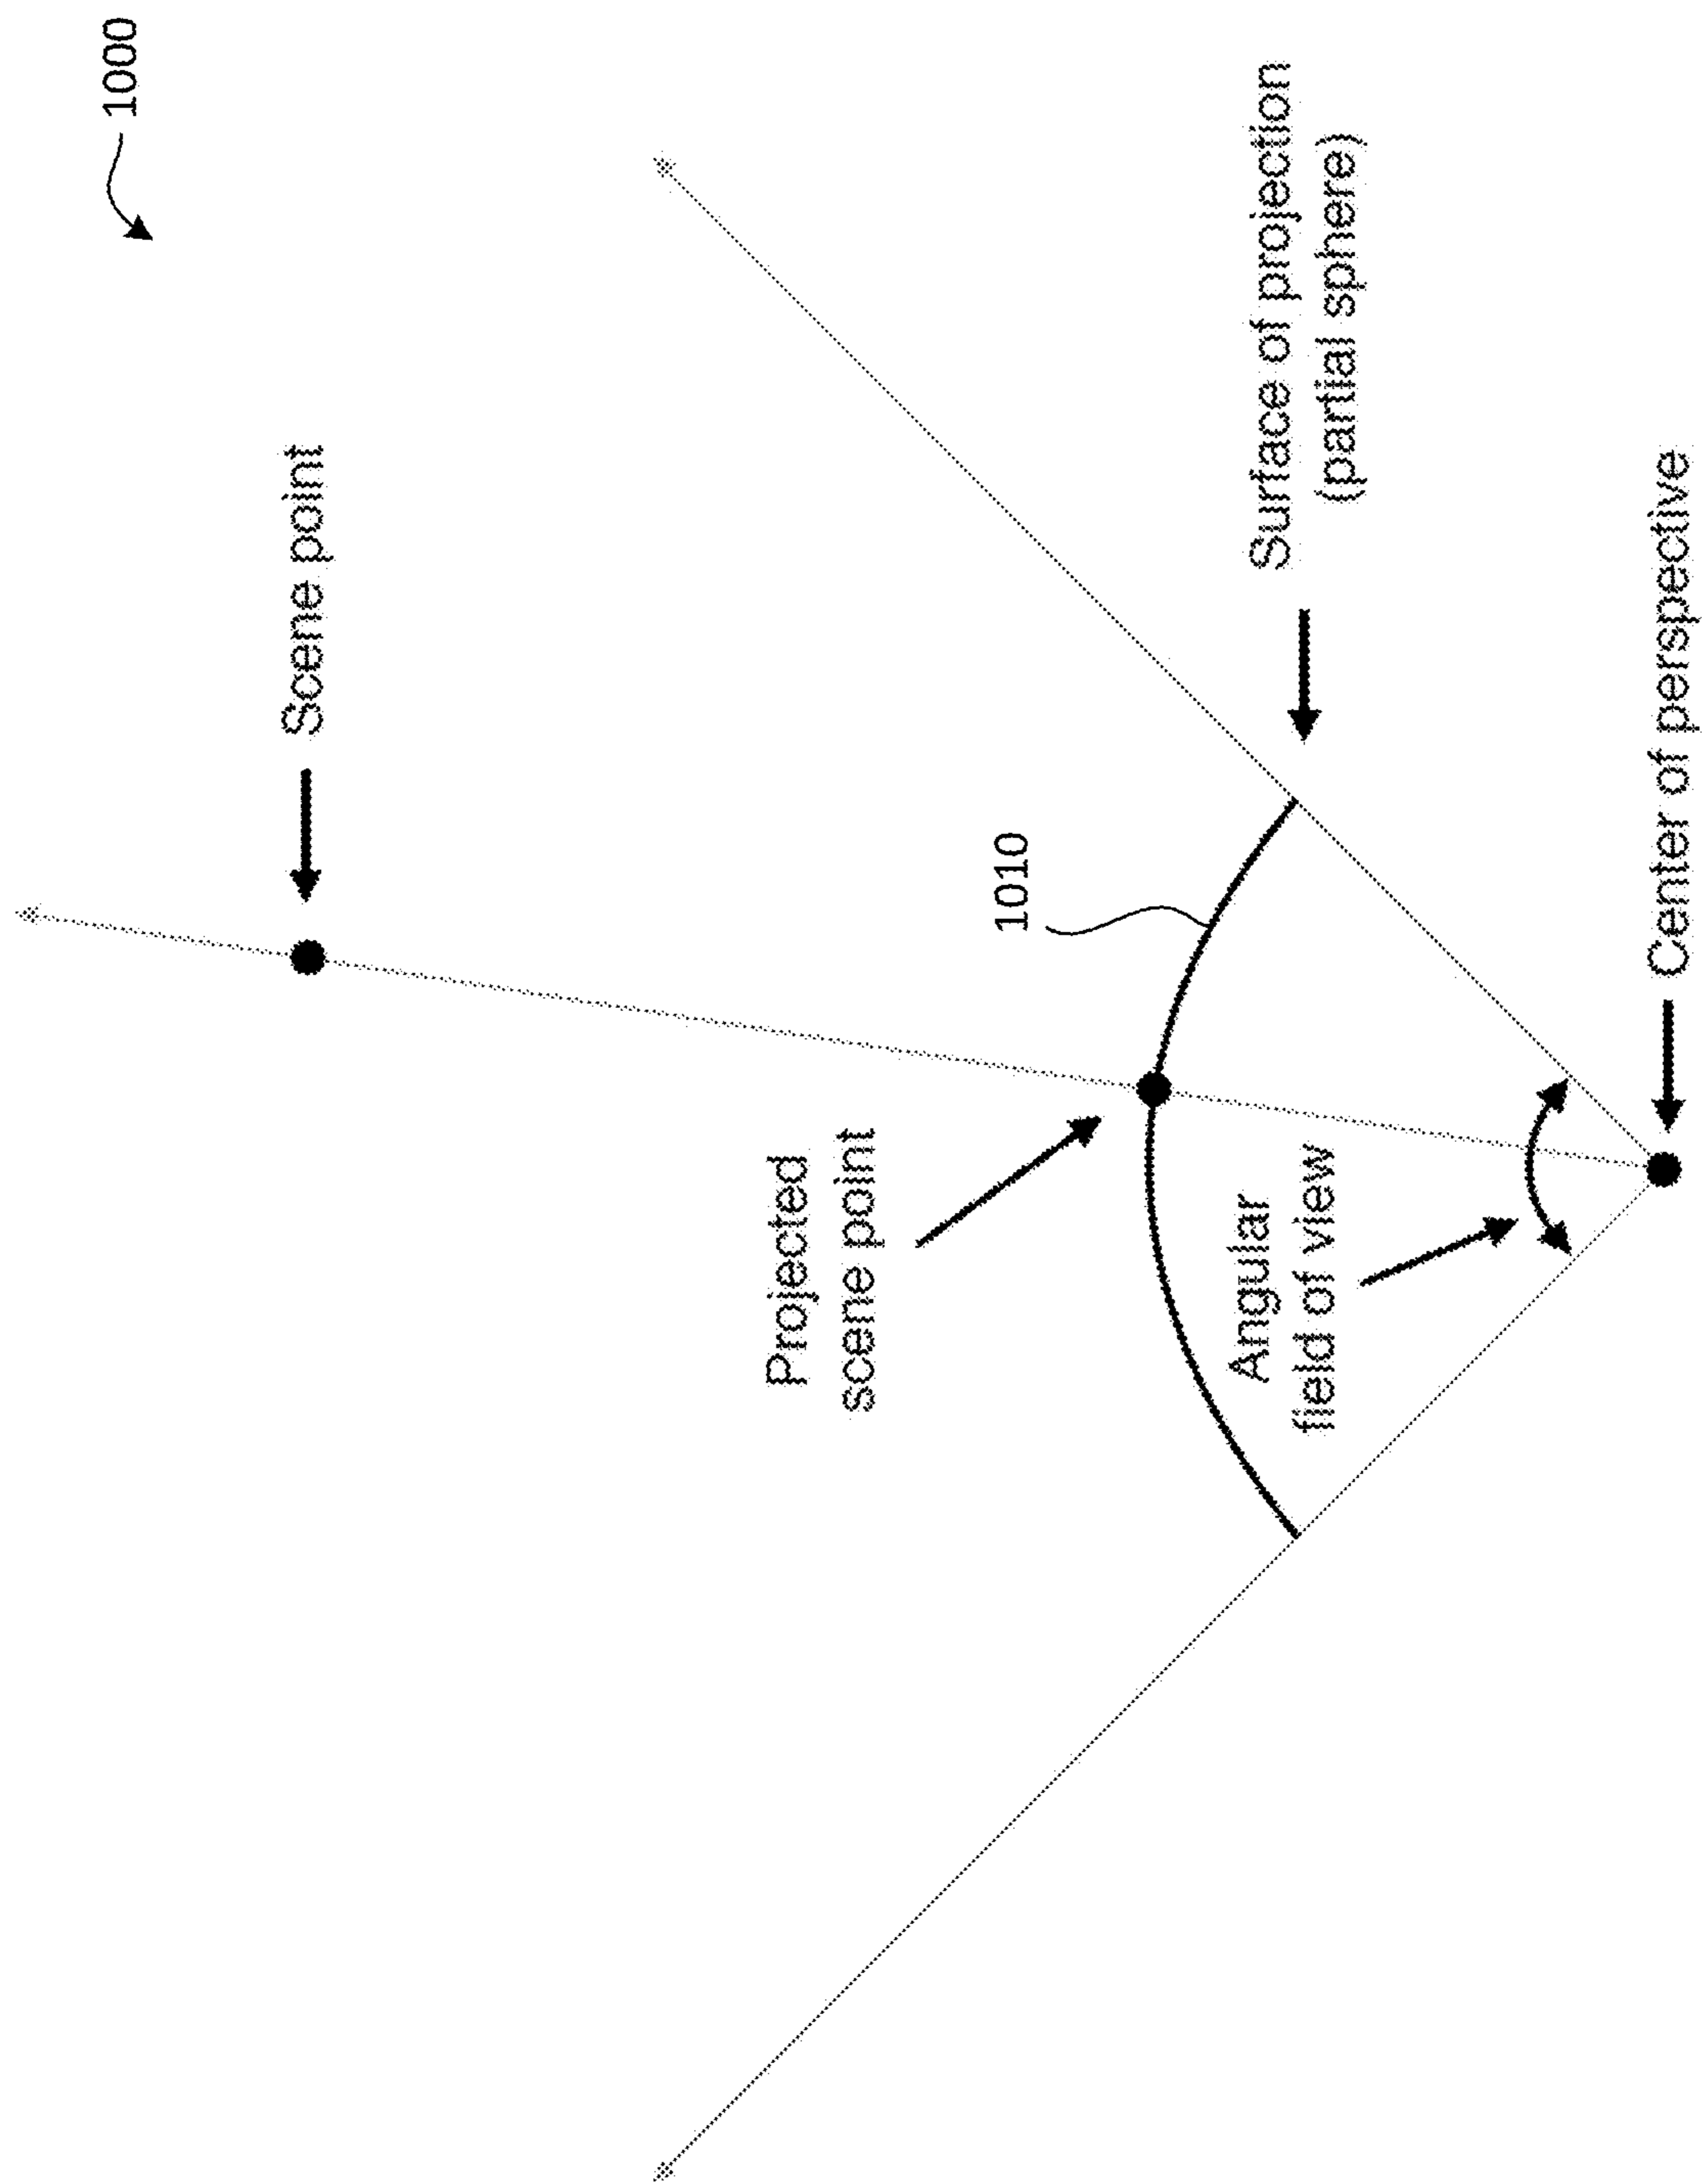 1000
Scene point
1010
Projected
scene point
Surface of projection
(partial sphere)
Angular
field of view
Center of perspective